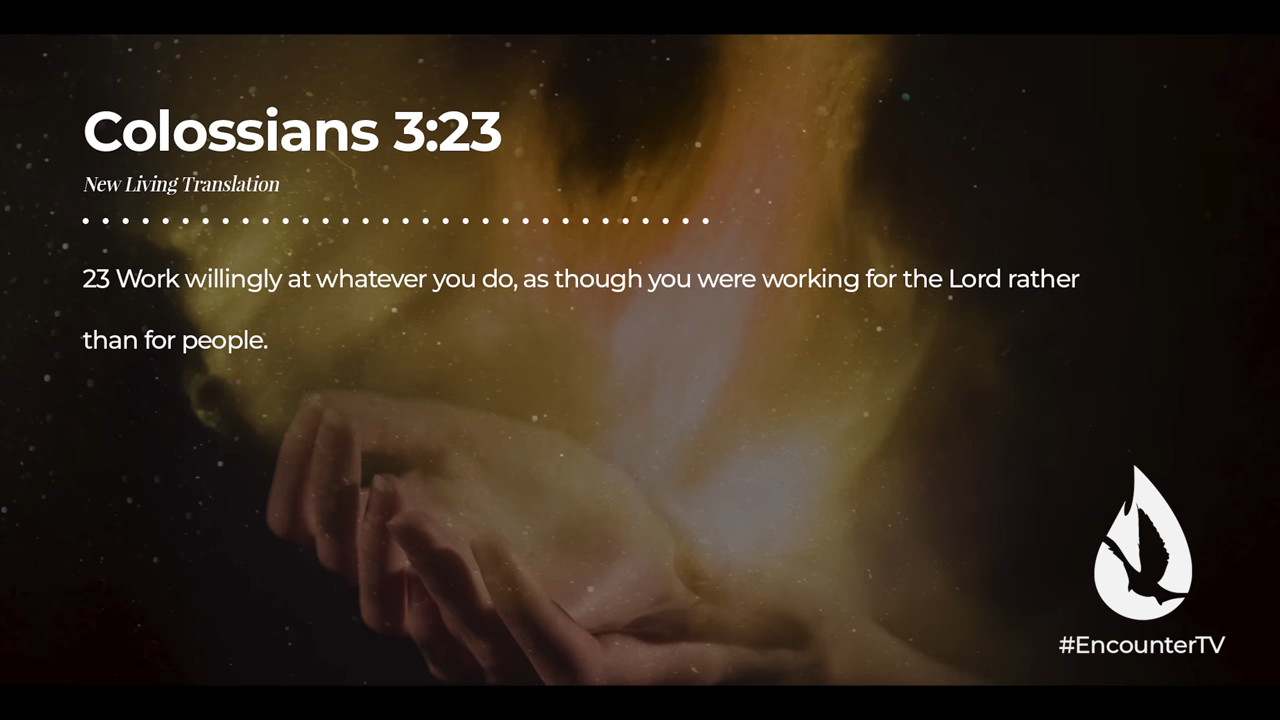 Colossians 3:23
New Living Translation
23 Work willingly at whatever you do, as though you were working for the Lord rather
than for people.
#EncounterTV